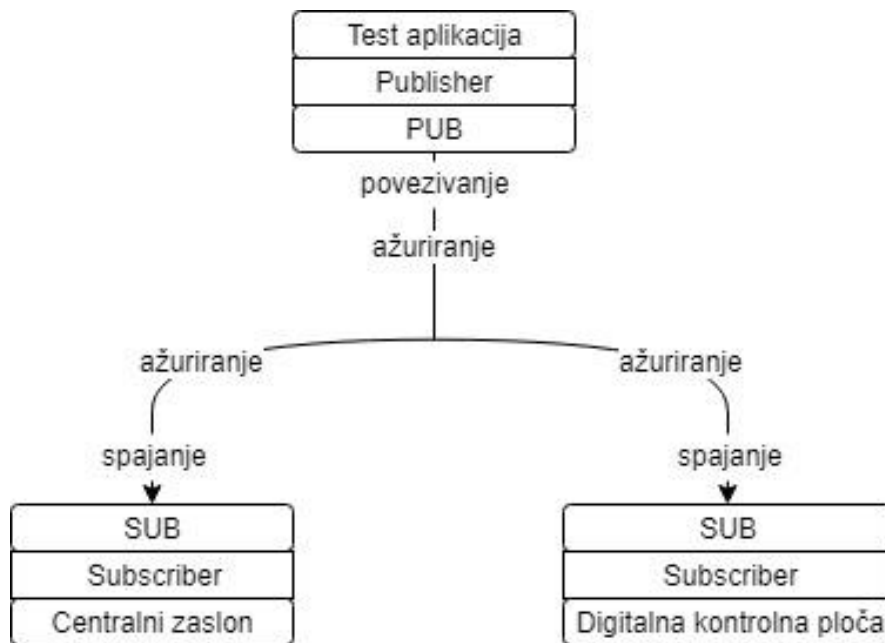 Test aplikacija
Publisher
PUB
povezivanje
ažuriranje
ažuriranje
ažuriranje
spajanje
spajanje
SUB
Subscriber
Centralni zaslon
SUB
Subscriber
Digitalna kontrolna ploča